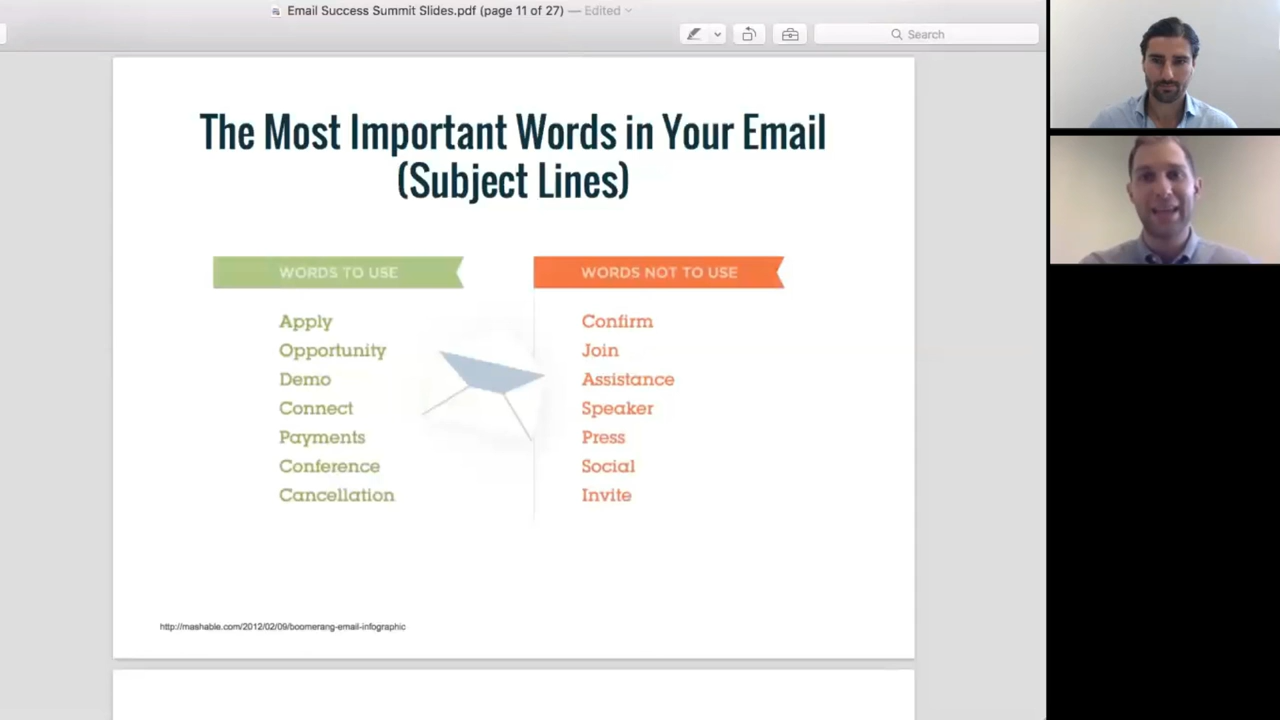 Email Success Summit Slides.pdf (page 11 of 27) — Edited
Search
The Most Important Words in Your Email
(Subject Lines)
WORDS TO USE
Apply
Opportunity
Demo
Connect
Payments
Conference
Cancellation
WORDS NOT TO USE
Confirm
Join
Assistance
Speaker
Press
Social
Invite
http://mashable.com/2012/02/09/boomerang-email-infographic